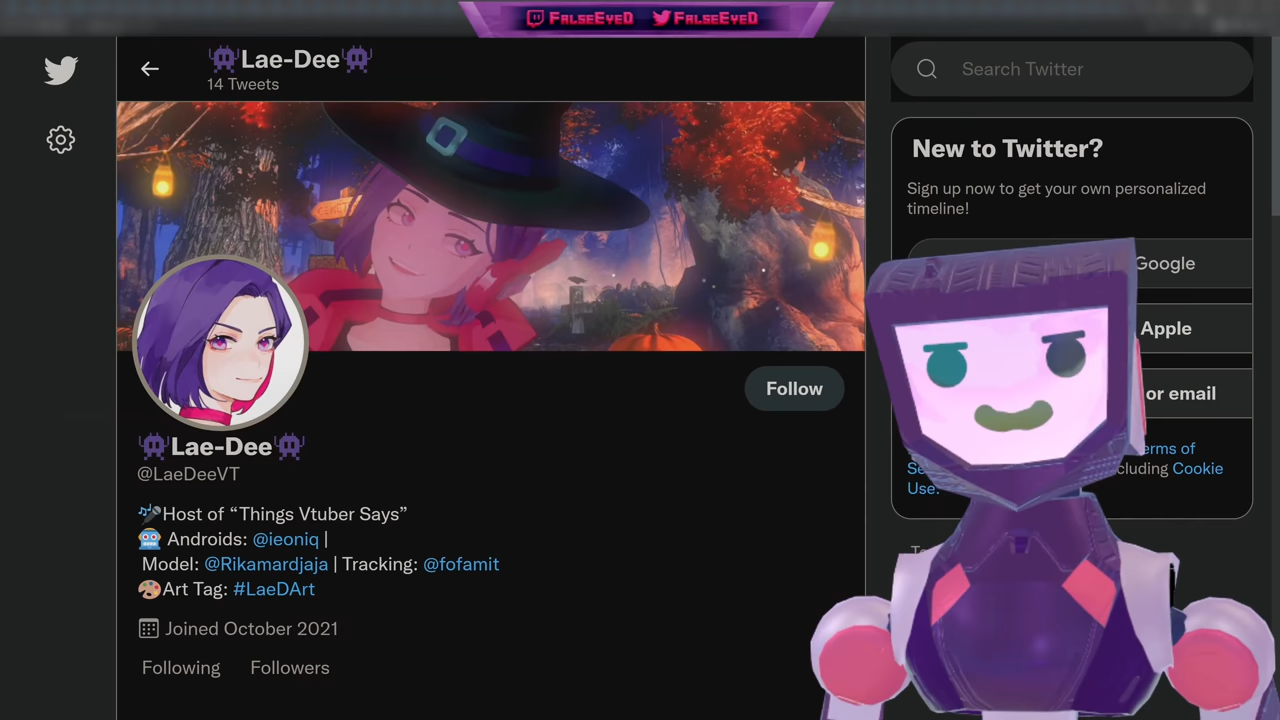 FalseEyeD FalseEyeD
Lae-Dee
14 Tweets
Search Twitter
New to Twitter?
Sign up now to get your own personalized
timeline!
Google
Apple
or email
erms of
Se cluding Cookie
Use.
CEME
Follow
Lae-Dee
@LaeDeeVT
Host of “Things Vtuber Says”
Androids: @ieoniq |
Model: @Rikamardjaja | Tracking: @fofamit
Art Tag: #LaeDArt
Joined October 2021
Following Followers